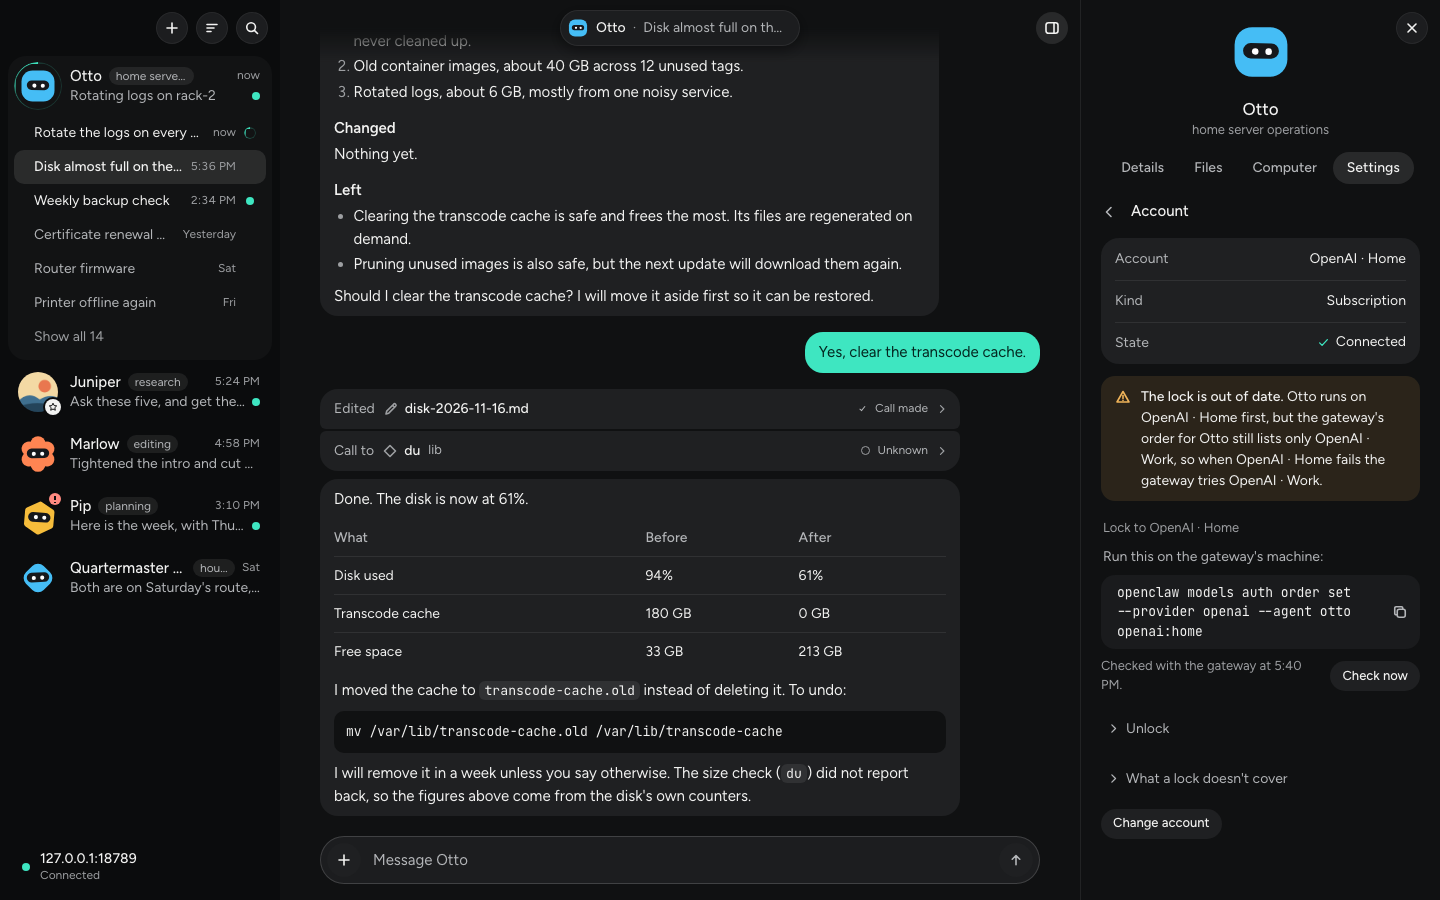 Otto home serve... now
Rotating logs on rack-2
Rotate the logs on every ... now
Disk almost full on the... 5:36 PM
Weekly backup check 2:34 PM
Certificate renewal ... Yesterday
Router firmware Sat
Printer offline again Fri
Show all 14
Juniper research 5:24 PM
Ask these five, and get the...
Marlow editing 4:58 PM
Tightened the intro and cut ...
Pip planning 3:10 PM
Here is the week, with Thu...
Quartermaster ... hou... Sat
Both are on Saturday's route,...
127.0.0.1:18789
Connected
Otto · Disk almost full on th...
never cleaned up.
2. Old container images, about 40 GB across 12 unused tags.
3. Rotated logs, about 6 GB, mostly from one noisy service.
Changed
Nothing yet.
Left
• Clearing the transcode cache is safe and frees the most. Its files are regenerated on
demand.
• Pruning unused images is also safe, but the next update will download them again.
Should I clear the transcode cache? I will move it aside first so it can be restored.
Yes, clear the transcode cache.
Edited disk-2026-11-16.md Call made
Call to du lib Unknown
Done. The disk is now at 61%.
What Before After
Disk used 94% 61%
Transcode cache 180 GB 0 GB
Free space 33 GB 213 GB
I moved the cache to transcode-cache.old instead of deleting it. To undo:
mv /var/lib/transcode-cache.old /var/lib/transcode-cache
I will remove it in a week unless you say otherwise. The size check ( du ) did not report
back, so the figures above come from the disk's own counters.
Message Otto
Otto
home server operations
Details Files Computer Settings
Account
Account OpenAI · Home
Kind Subscription
State Connected
The lock is out of date. Otto runs on
OpenAI · Home first, but the gateway's
order for Otto still lists only OpenAI ·
Work, so when OpenAI · Home fails the
gateway tries OpenAI · Work.
Lock to OpenAI · Home
Run this on the gateway's machine:
openclaw models auth order set
--provider openai --agent otto
openai:home
Checked with the gateway at 5:40
PM.
Check now
Unlock
What a lock doesn't cover
Change account